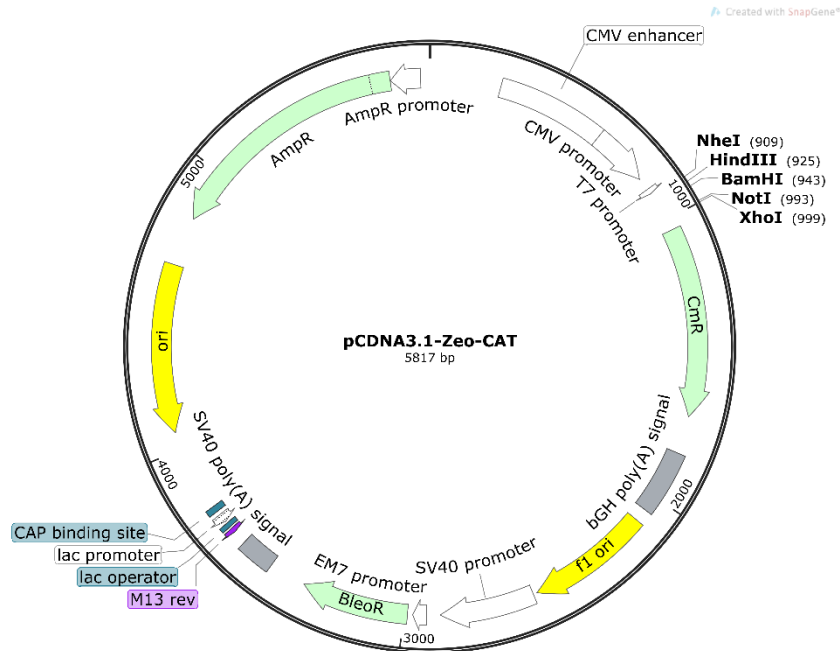 Created with SnapGene®
CMV enhancer
AmpR promoter
AmpR
CMV promoter
T7 promoter
NheI (909)
HindIII (925)
BamHI (943)
NotI (993)
XhoI (999)
1000
5000
CmR
ori
pCDNA3.1-Zeo-CAT
5817 bp
bGH poly(A) signal
2000
SV40 poly(A) signal
4000
f1 ori
CAP binding site
lac promoter
lac operator
M13 rev
EM7 promoter
SV40 promoter
BleoR
3000